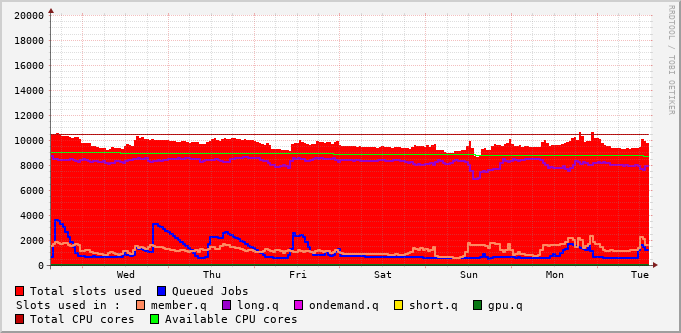 20000
18000
16000
14000
12000
10000
8000
6000
4000
2000
0
Wed Thu Fri Sat Sun Mon Tue
Total slots used Queued Jobs
Slots used in : member.q long.q ondemand.q short.q gpu.q
Total CPU cores Available CPU cores
RRDTOOL / TOBI OETIKER